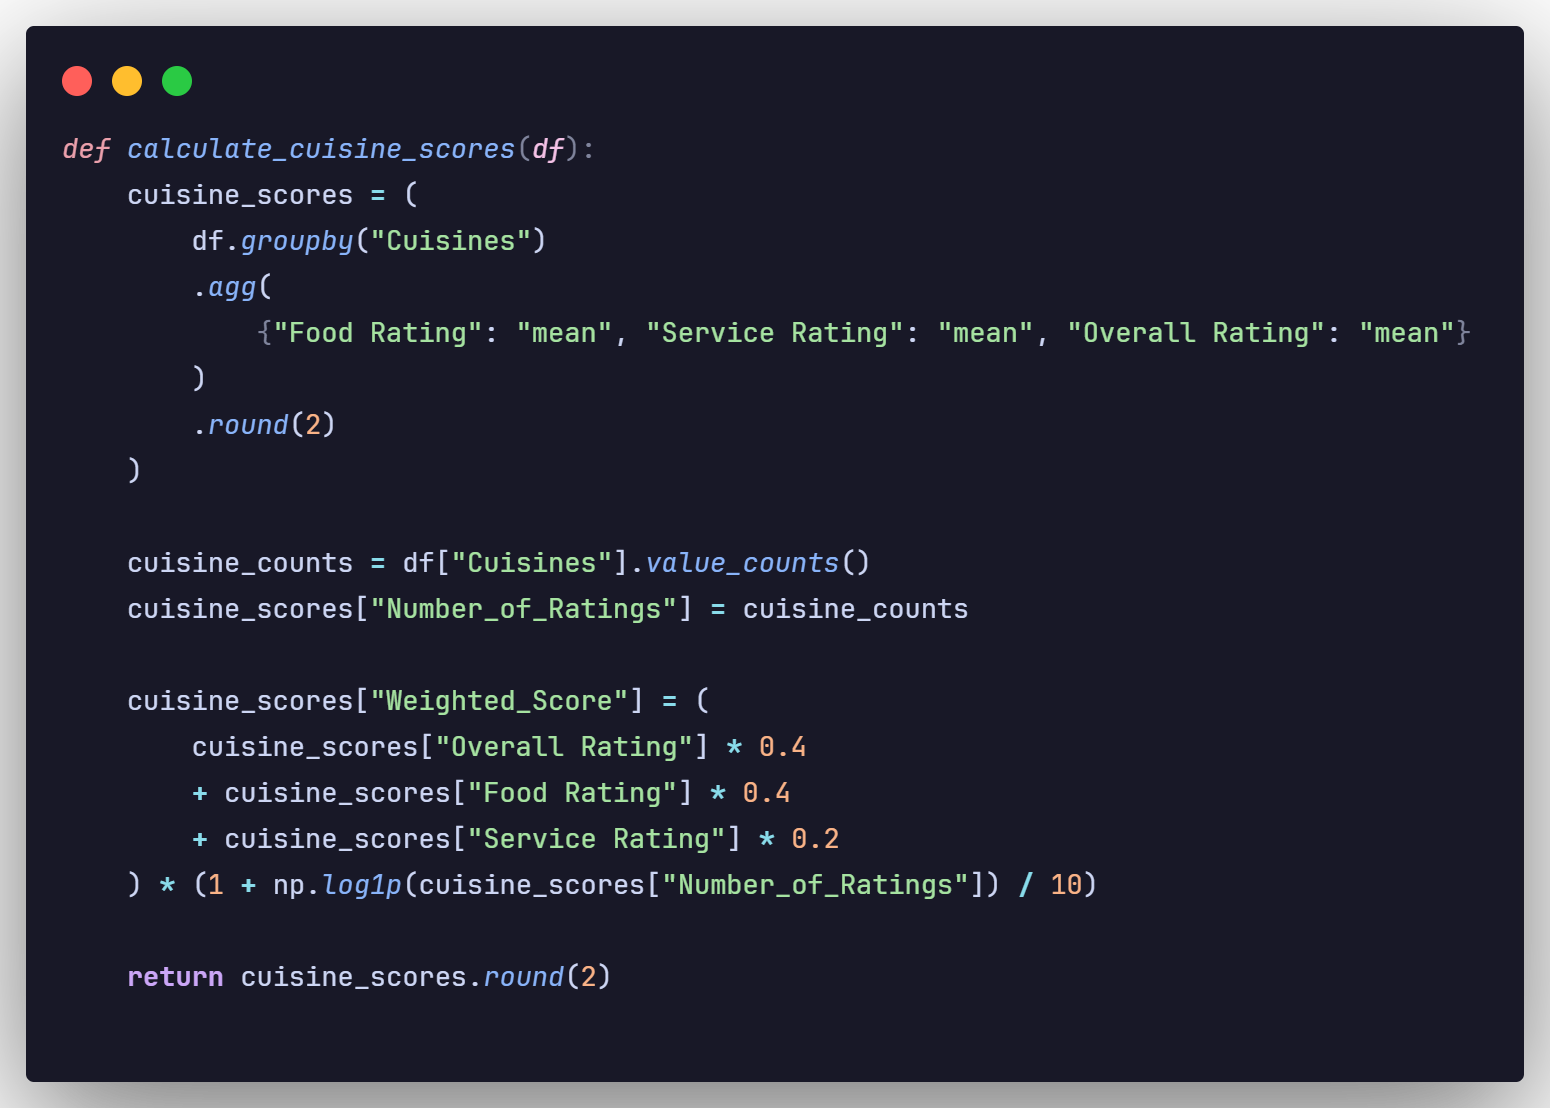 def calculate_cuisine_scores(df):
    cuisine_scores = (
        df.groupby("Cuisines")
        .agg(
            {"Food Rating": "mean", "Service Rating": "mean", "Overall Rating": "mean"}
        )
        .round(2)
    )

    cuisine_counts = df["Cuisines"].value_counts()
    cuisine_scores["Number_of_Ratings"] = cuisine_counts

    cuisine_scores["Weighted_Score"] = (
        cuisine_scores["Overall Rating"] * 0.4
        + cuisine_scores["Food Rating"] * 0.4
        + cuisine_scores["Service Rating"] * 0.2
    ) * (1 + np.log1p(cuisine_scores["Number_of_Ratings"]) / 10)

    return cuisine_scores.round(2)